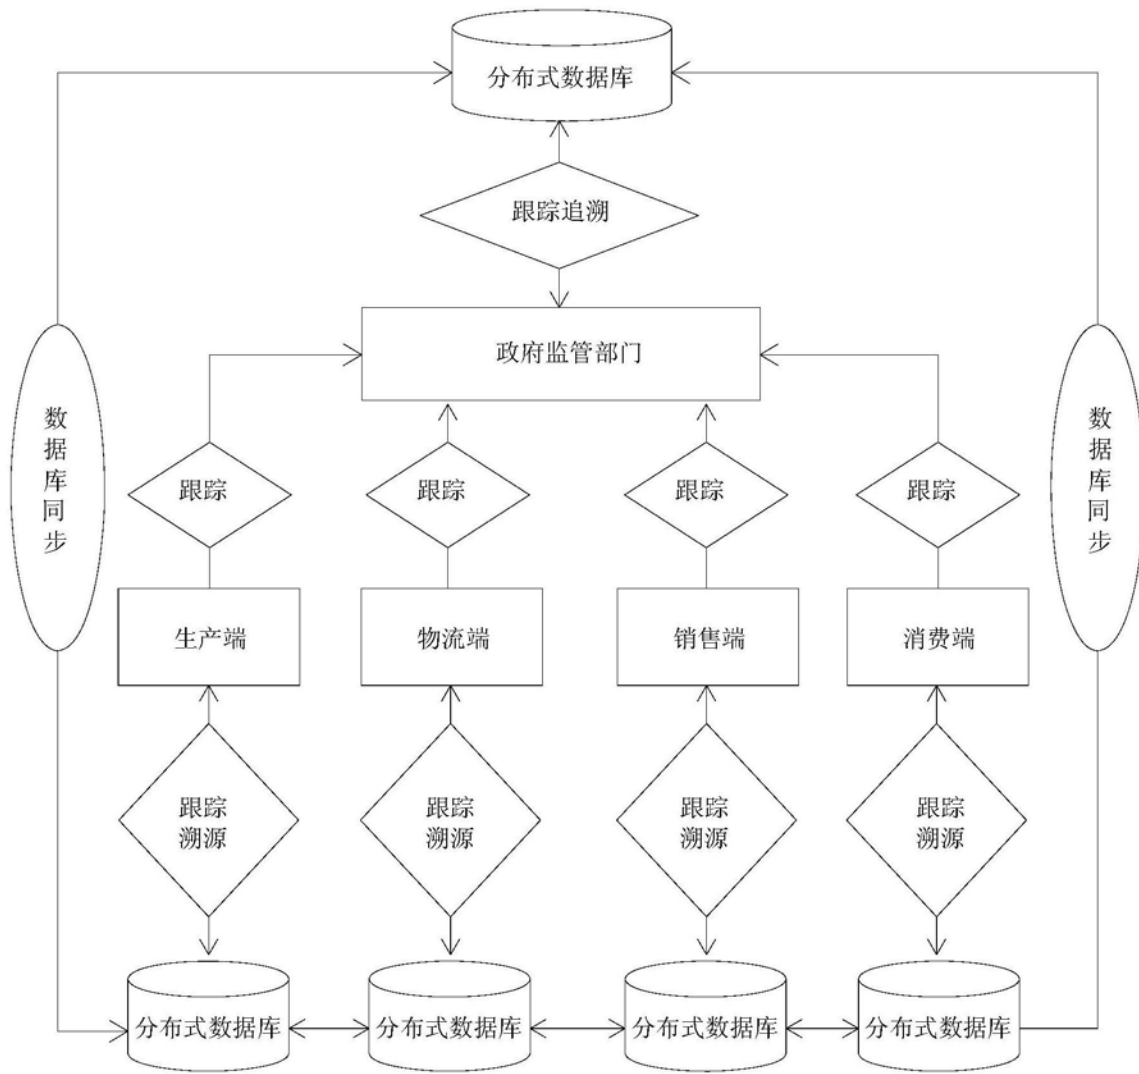 分布式数据库
跟踪追溯
政府监管部门
数据库同步
数据库同步
跟踪
跟踪
跟踪
跟踪
生产端
物流端
销售端
消费端
跟踪
溯源
跟踪
溯源
跟踪
溯源
跟踪
溯源
分布式数据库
分布式数据库
分布式数据库
分布式数据库